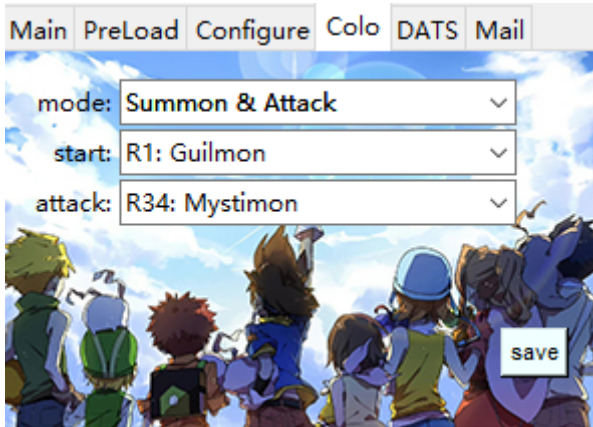 Main PreLoad Configure Colo DATS Mail
mode: Summon & Attack
start: R1: Guilmon
attack: R34: Mystimon
save